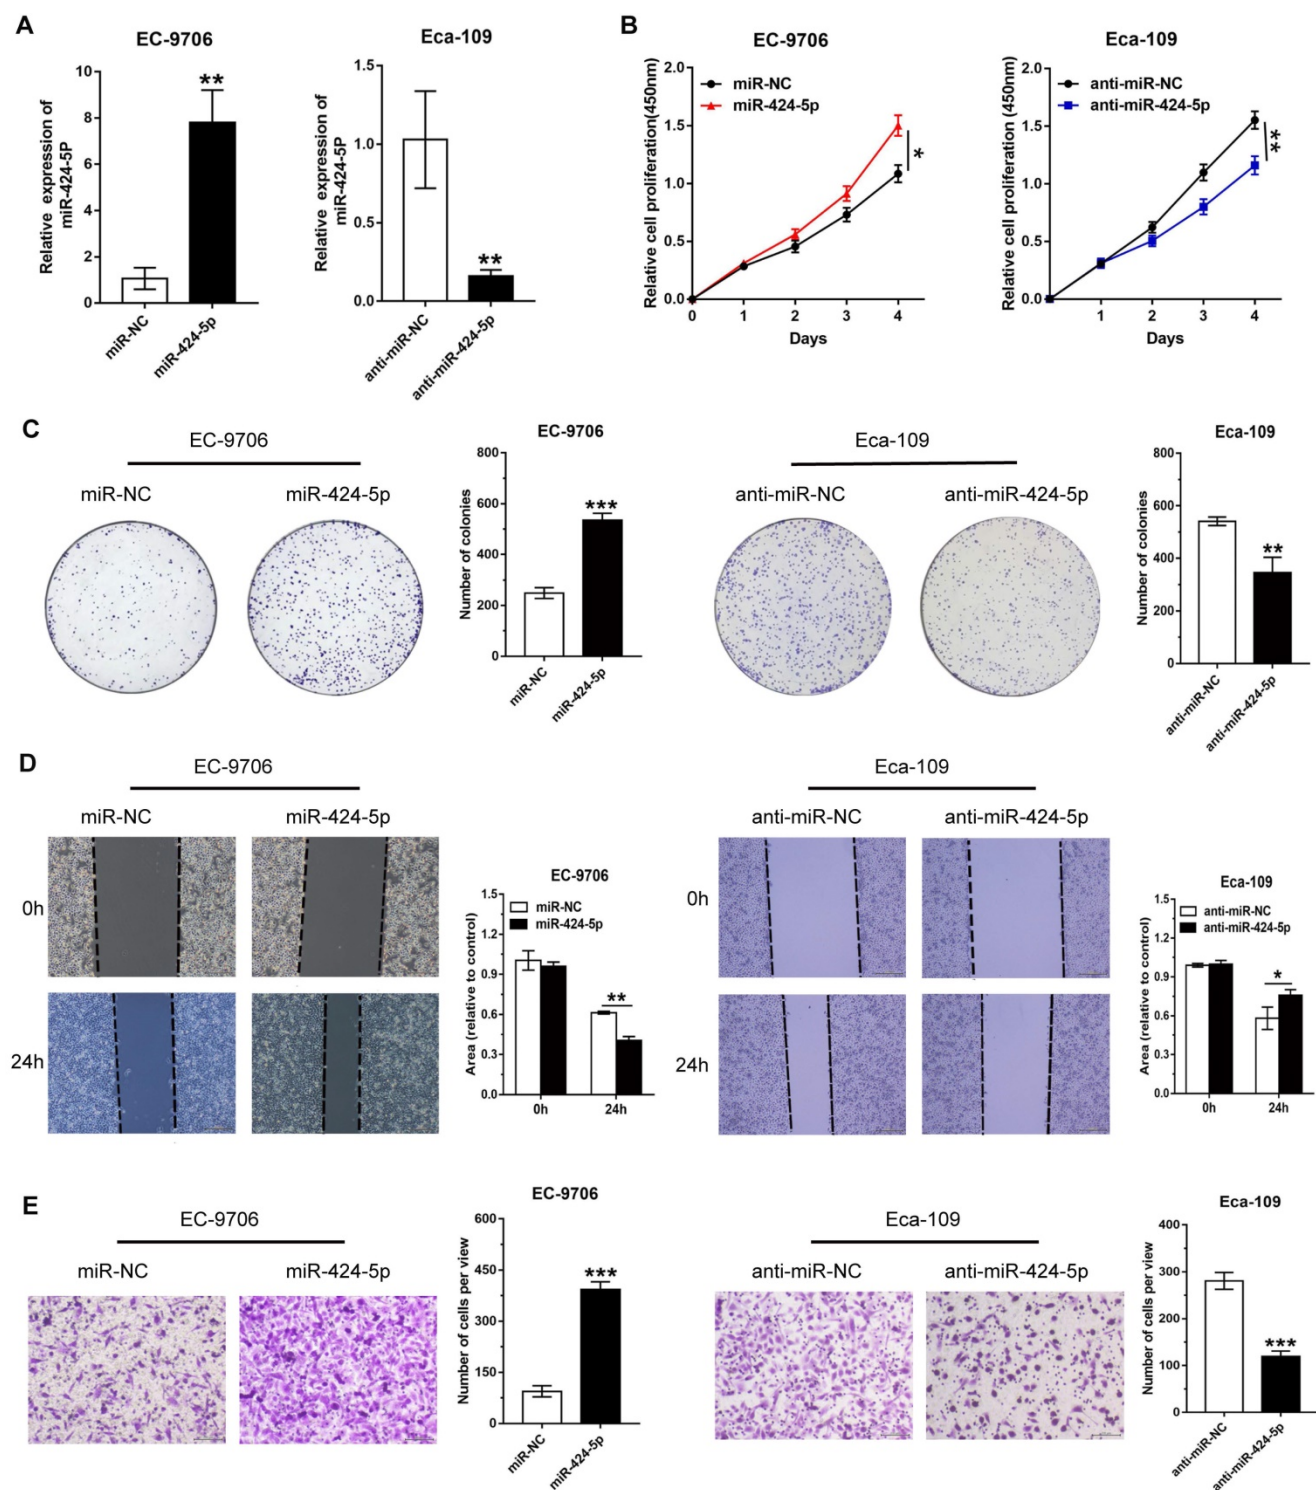 A
EC-9706
Relative expression of
miR-424-5P
10
8
6
4
2
0
**
miR-NC
miR-424-5p
Eca-109
Relative expression of
miR-424-5P
1.5
1.0
0.5
0.0
**
anti-miR-NC
anti-miR-424-5p
B
EC-9706
Relative cell proliferation(450nm)
2.0
1.5
1.0
0.5
0.0
miR-NC
miR-424-5p
*
0 1 2 3 4
Days
Eca-109
Relative cell proliferation (450nm)
2.0
1.5
1.0
0.5
0.0
anti-miR-NC
anti-miR-424-5p
**
1 2 3 4
Days
C
EC-9706
miR-NC miR-424-5p
EC-9706
Number of colonies
800
600
400
200
0
***
miR-NC
miR-424-5p
Eca-109
anti-miR-NC anti-miR-424-5p
Eca-109
Number of colonies
800
600
400
200
0
**
anti-miR-NC
anti-miR-424-5p
D
EC-9706
miR-NC miR-424-5p
0h
24h
EC-9706
Area (relative to control)
1.5
1.2
0.9
0.6
0.3
0.0
miR-NC
miR-424-5p
**
0h 24h
Eca-109
anti-miR-NC anti-miR-424-5p
0h
24h
Eca-109
Area (relative to control)
1.5
1.2
0.9
0.6
0.3
0.0
anti-miR-NC
anti-miR-424-5p
*
0h 24h
E
EC-9706
miR-NC miR-424-5p
EC-9706
Number of cells per view
600
450
300
150
0
***
miR-NC
miR-424-5p
Eca-109
anti-miR-NC anti-miR-424-5p
Eca-109
Number of cells per view
400
300
200
100
0
***
anti-miR-NC
anti-miR-424-5p